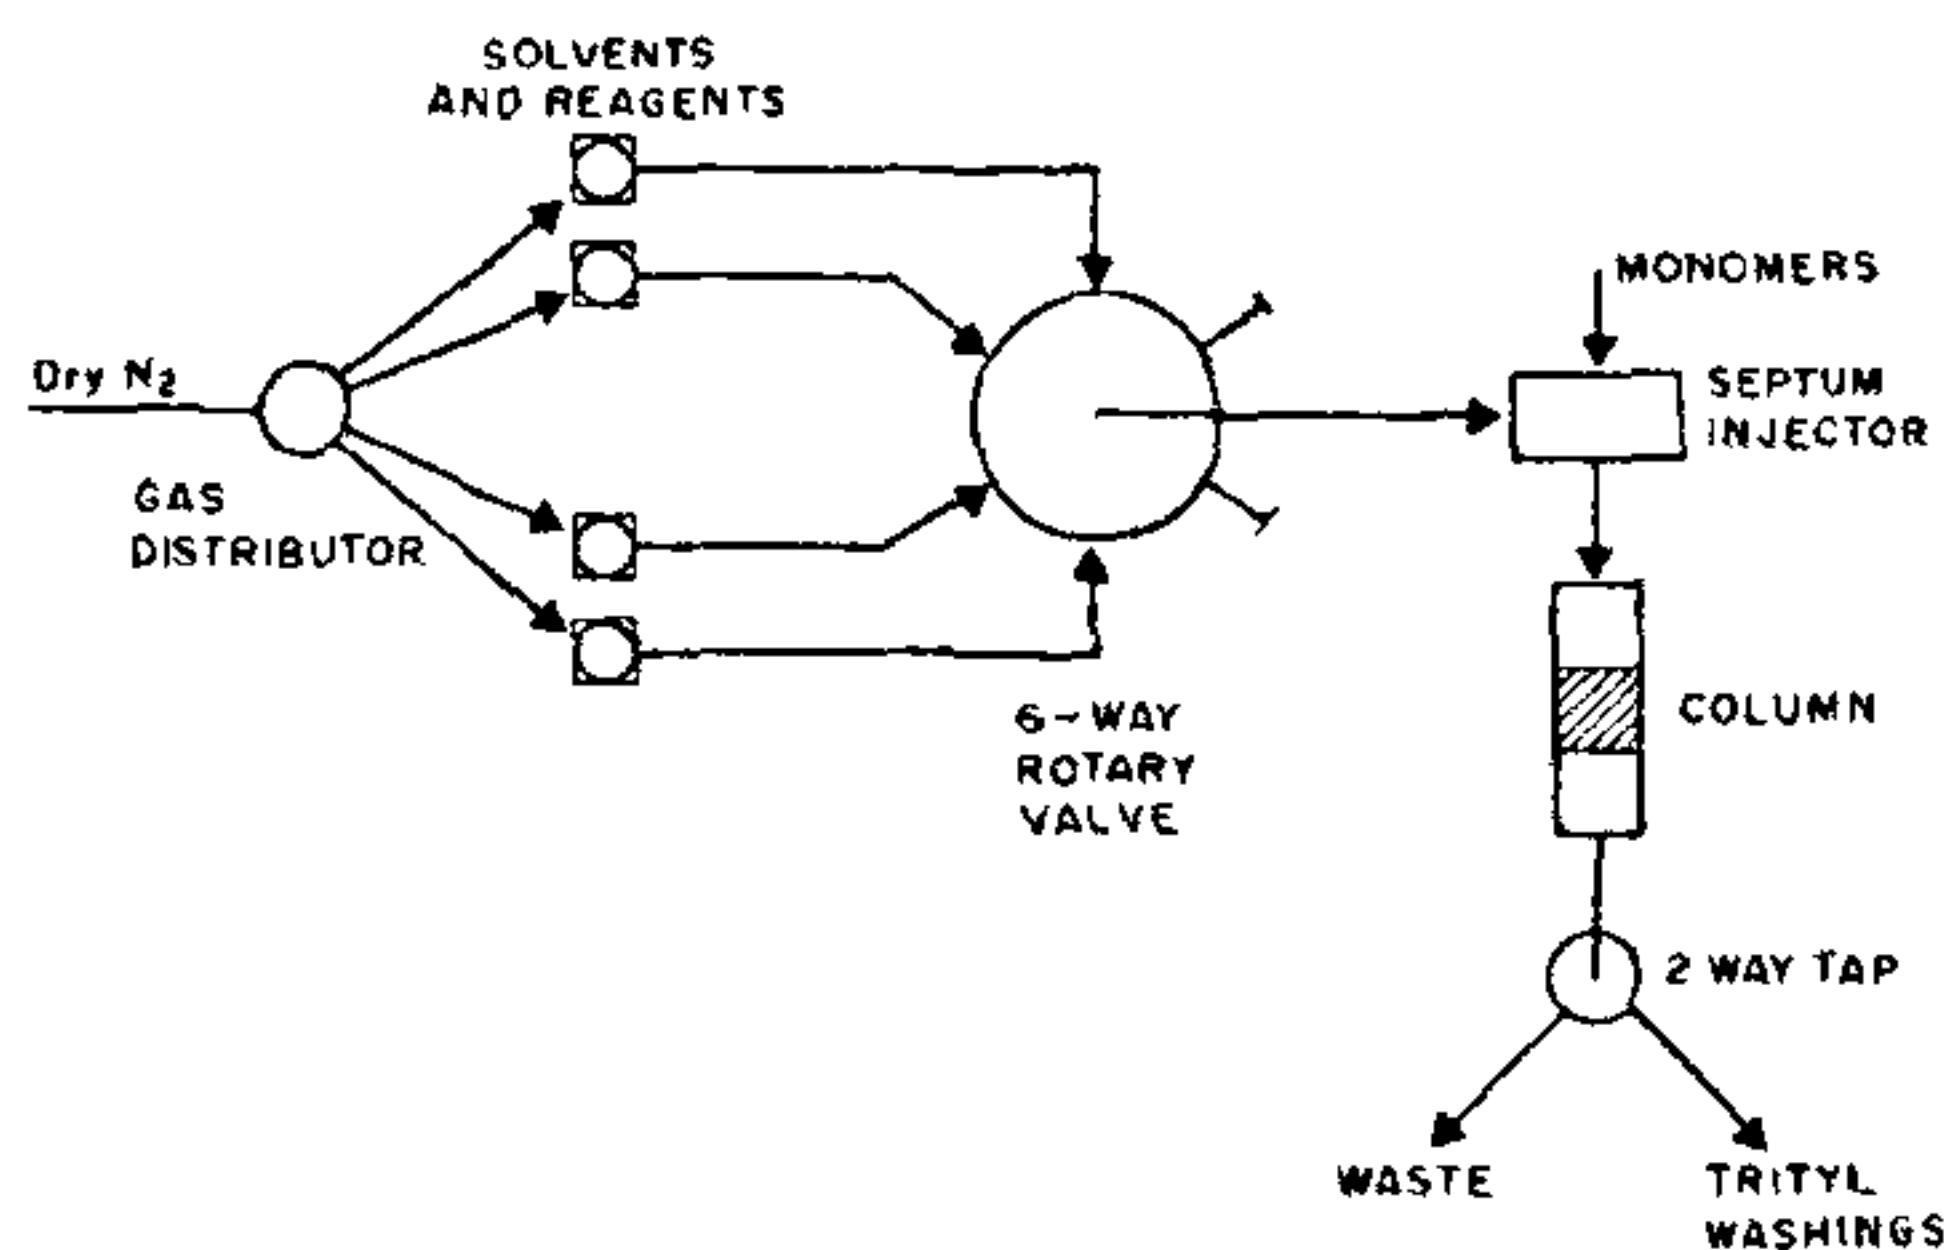 SOLVENTS
AND REAGENTS
MONOMERS
Dry N2
SEPTUM
INJECTOR
GAS
DISTRIBUTOR
6-WAY
ROTARY
VALVE
COLUMN
2 WAY TAP
WASTE
TRITYL
WASHINGS